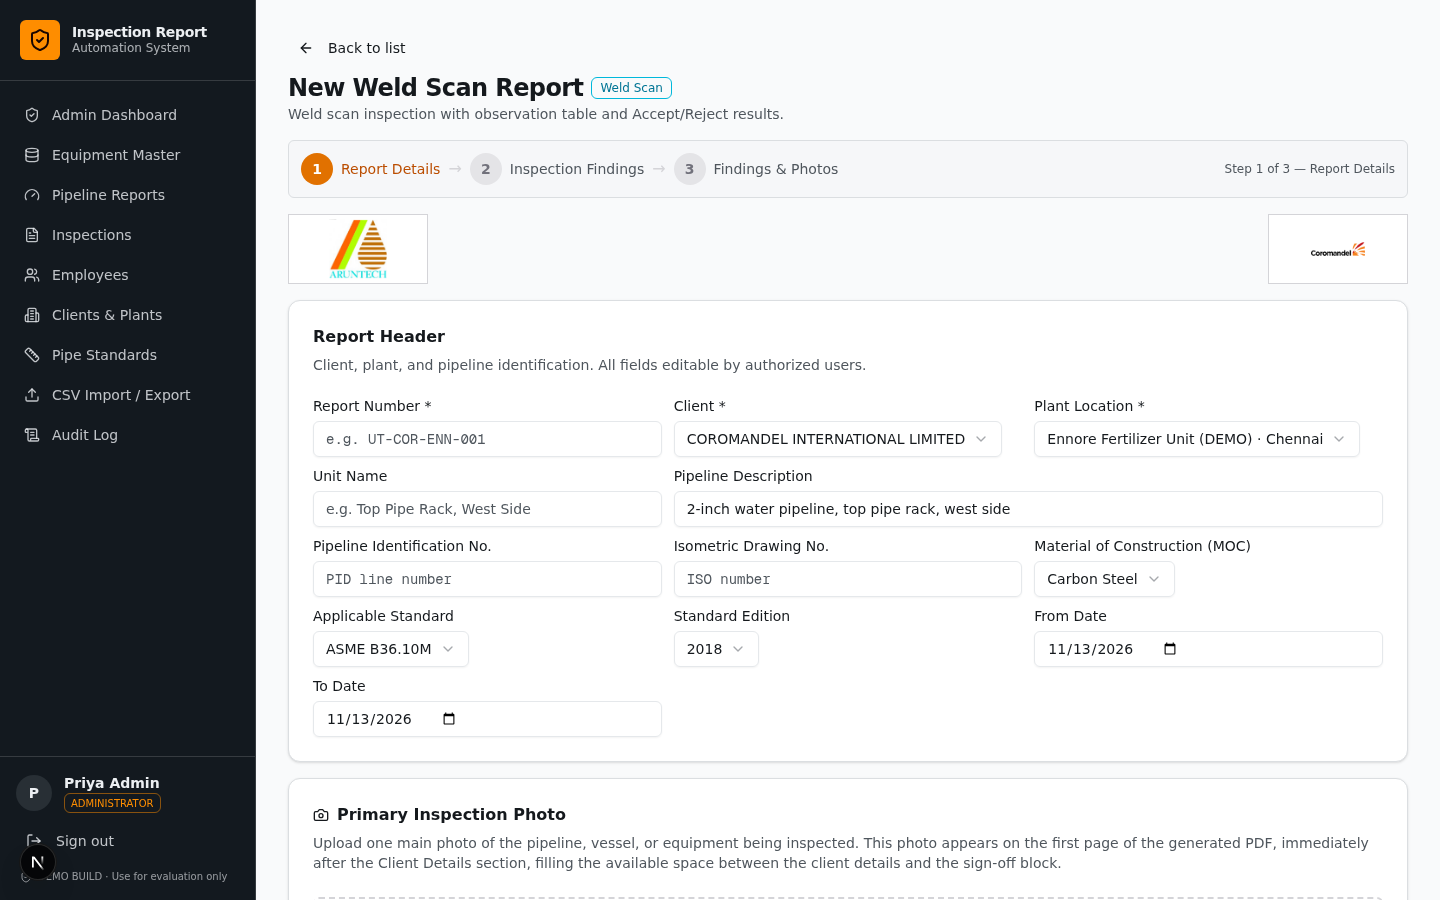 Inspection Report
Automation System
Admin Dashboard
Equipment Master
Pipeline Reports
Inspections
Employees
Clients & Plants
Pipe Standards
CSV Import / Export
Audit Log
P
Priya Admin
ADMINISTRATOR
Sign out
N
EMO BUILD · Use for evaluation only
Back to list
New Weld Scan Report
Weld Scan
Weld scan inspection with observation table and Accept/Reject results.
1 Report Details → 2 Inspection Findings → 3 Findings & Photos
Step 1 of 3 — Report Details
ARUNTECH
Coromandel
Report Header
Client, plant, and pipeline identification. All fields editable by authorized users.
Report Number *
e.g. UT-COR-ENN-001
Client *
COROMANDEL INTERNATIONAL LIMITED
Plant Location *
Ennore Fertilizer Unit (DEMO) · Chennai
Unit Name
e.g. Top Pipe Rack, West Side
Pipeline Description
2-inch water pipeline, top pipe rack, west side
Pipeline Identification No.
PID line number
Isometric Drawing No.
ISO number
Material of Construction (MOC)
Carbon Steel
Applicable Standard
ASME B36.10M
Standard Edition
2018
From Date
11/13/2026
To Date
11/13/2026
Primary Inspection Photo
Upload one main photo of the pipeline, vessel, or equipment being inspected. This photo appears on the first page of the generated PDF, immediately
after the Client Details section, filling the available space between the client details and the sign-off block.